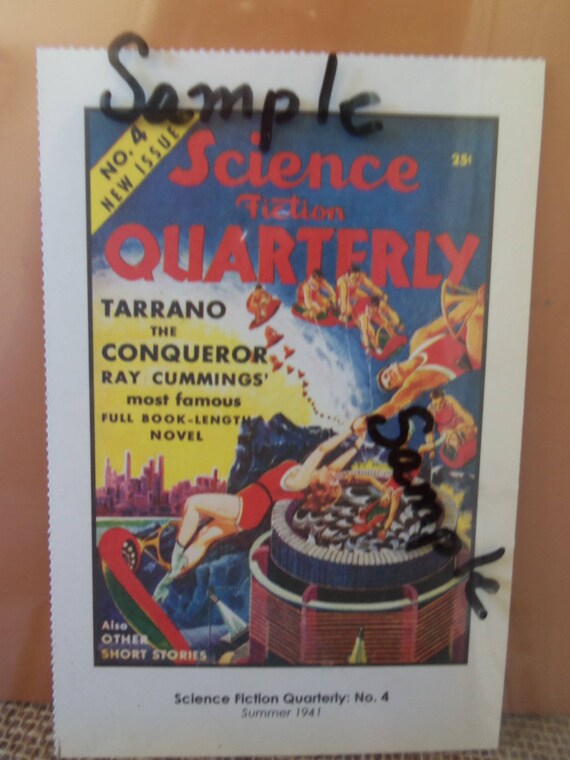 Sample
NO. 4
NEW ISSUE
Science
25¢
Fiction
QUARTERLY
TARRANO
THE
CONQUEROR
RAY CUMMINGS'
most famous
FULL BOOK-LENGTH
NOVEL
Sample
Also
OTHER
SHORT STORIES
Science Fiction Quarterly: No. 4
Summer 1941